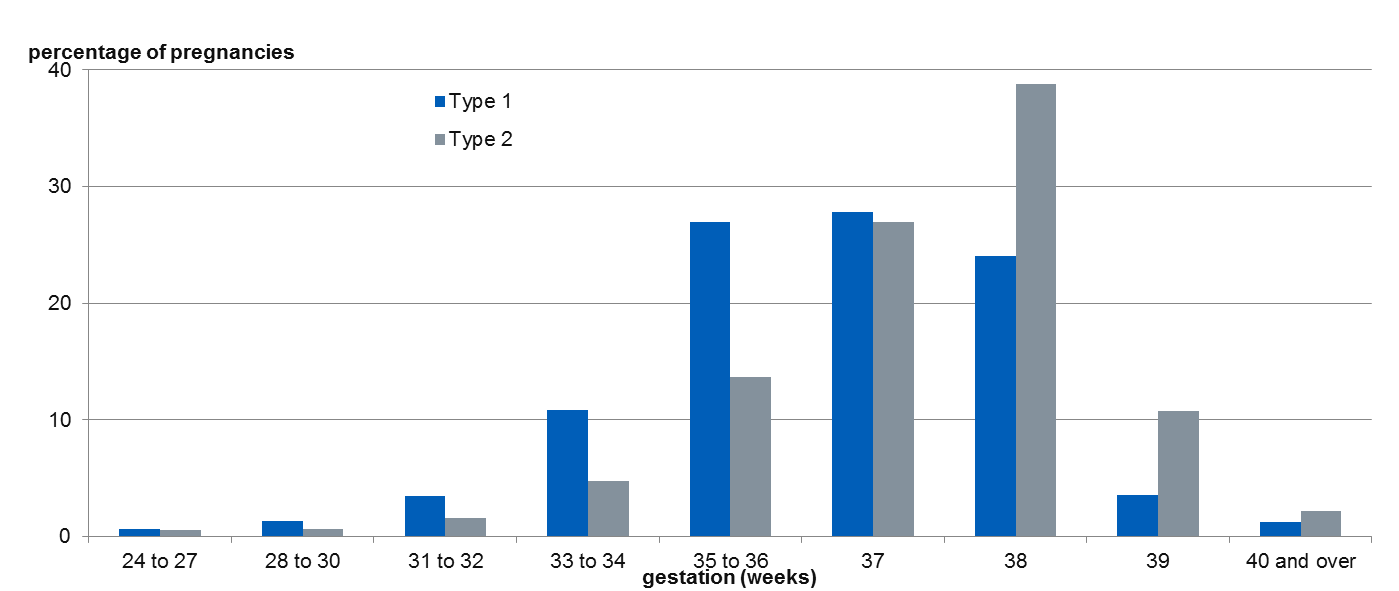 percentage of pregnancies
40
Type 1
Type 2
30
20
10
0
24 to 27 28 to 30 31 to 32 33 to 34 35 to 36 37 38 39 40 and over
gestation (weeks)